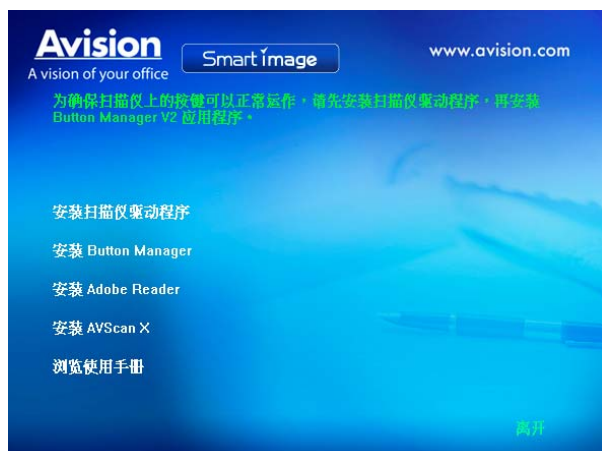 Avision
Smart image
www.avision.com
A vision of your office
为确保扫描仪上的按键可以正常运作，请先安装扫描仪驱动程序，再安装
Button Manager V2 应用程序。
安装扫描仪驱动程序
安装 Button Manager
安装 Adobe Reader
安装 AVScan X
浏览使用手册
离开